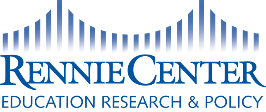 RENNIE CENTER
EDUCATION RESEARCH & POLICY